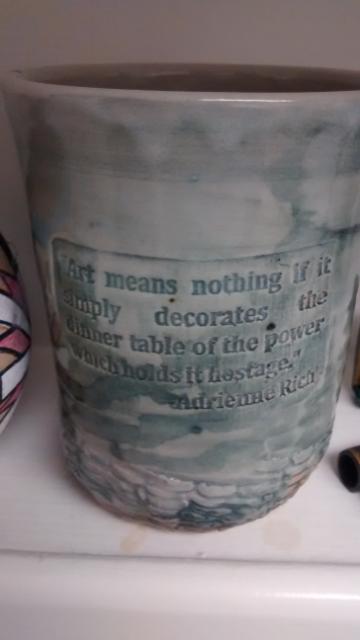 "Art means nothing if it
simply decorates the
dinner table of the power
which holds it hostage."
-Adrienne Rich